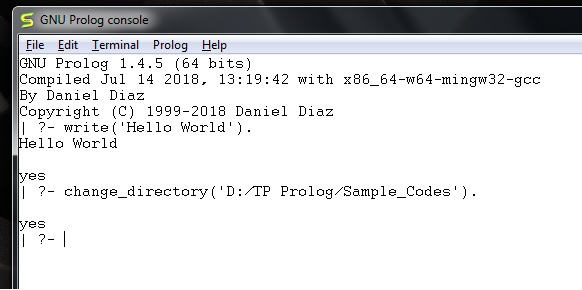 GNU Prolog console
File Edit Terminal Prolog Help
GNU Prolog 1.4.5 (64 bits)
Compiled Jul 14 2018, 13:19:42 with x86_64-w64-mingw32-gcc
By Daniel Diaz
Copyright (C) 1999-2018 Daniel Diaz
| ?- write('Hello World').
Hello World
yes
| ?- change_directory('D:/TP Prolog/Sample_Codes').
yes
| ?-